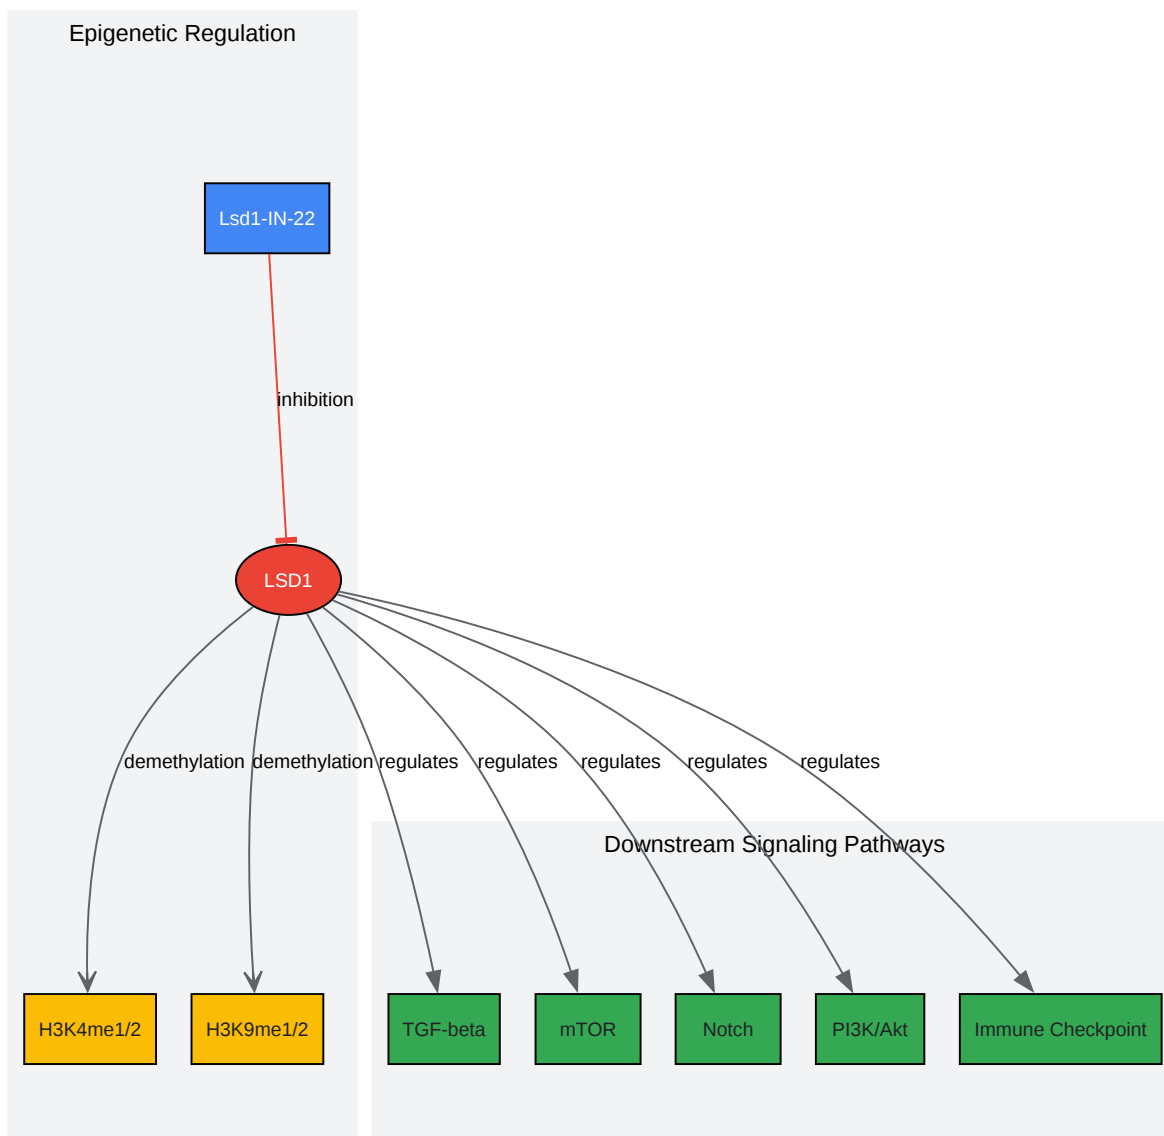 Epigenetic Regulation
Lsd1-IN-22
inhibition
LSD1
demethylation
demethylation
regulates
regulates
regulates
regulates
regulates
Downstream Signaling Pathways
H3K4me1/2
H3K9me1/2
TGF-beta
mTOR
Notch
PI3K/Akt
Immune Checkpoint